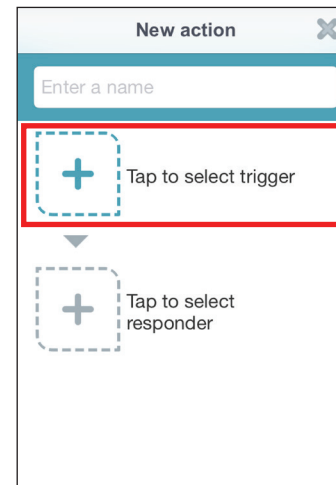 New action
Enter a name
Tap to select trigger
Tap to select
responder